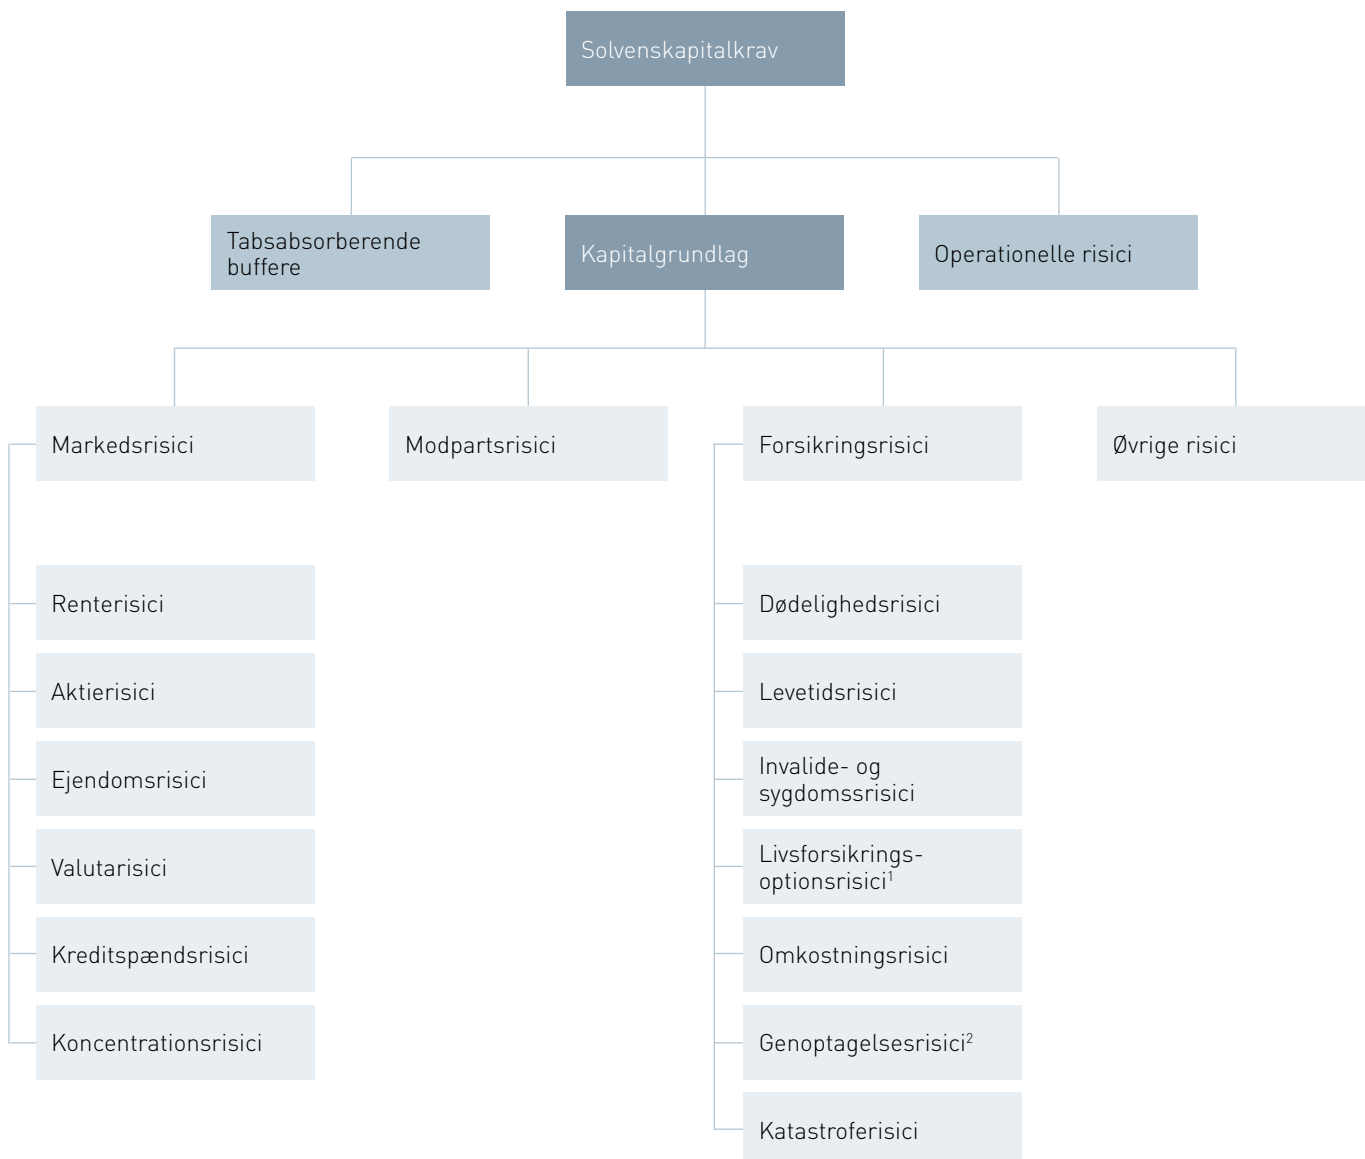 Solvenskapitalkrav
Tabsabsorberende
buffere
Kapitalgrundlag
Operationelle risici
Markedsrisici
Modpartsrisici
Forsikringsrisici
Øvrige risici
Renterisici
Aktierisici
Ejendomsrisici
Valutarisici
Kreditspændsrisici
Koncentrationsrisici
Dødelighedsrisici
Levetidsrisici
Invalide- og
sygdomssrisici
Livsforsikrings-
optionsrisici¹
Omkostningsrisici
Genoptagelsesrisici²
Katastroferisici